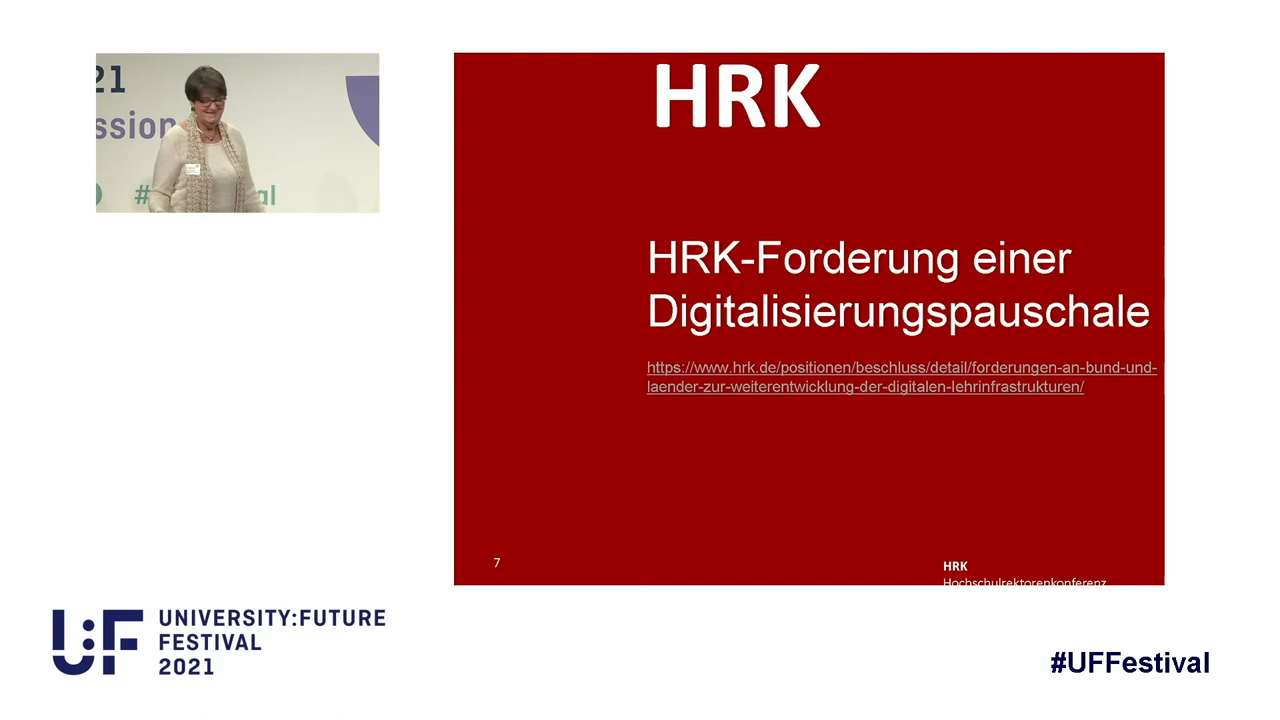 21
ssion
#
al
HRK
HRK-Forderung einer
Digitalisierungspauschale
https://www.hrk.de/positionen/beschluss/detail/forderungen-an-bund-und-
laender-zur-weiterentwicklung-der-digitalen-lehrinfrastrukturen/
7
HRK
Hochschulrektorenkonferenz
U:F UNIVERSITY:FUTURE
FESTIVAL
2021
#UFFestival